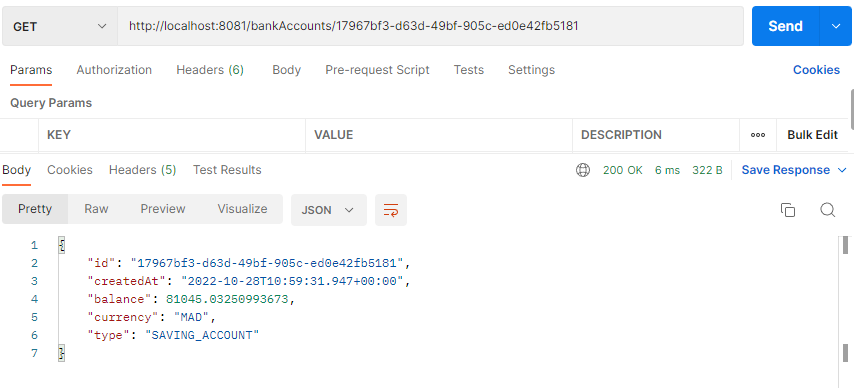 GET http://localhost:8081/bankAccounts/17967bf3-d63d-49bf-905c-ed0e42fb5181 Send
Params Authorization Headers (6) Body Pre-request Script Tests Settings Cookies
Query Params
KEY VALUE DESCRIPTION ooo Bulk Edit
Body Cookies Headers (5) Test Results 200 OK 6 ms 322 B Save Response
Pretty Raw Preview Visualize JSON
1 {
2 "id": "17967bf3-d63d-49bf-905c-ed0e42fb5181",
3 "createdAt": "2022-10-28T10:59:31.947+00:00",
4 "balance": 81045.03250993673,
5 "currency": "MAD",
6 "type": "SAVING_ACCOUNT"
7 }